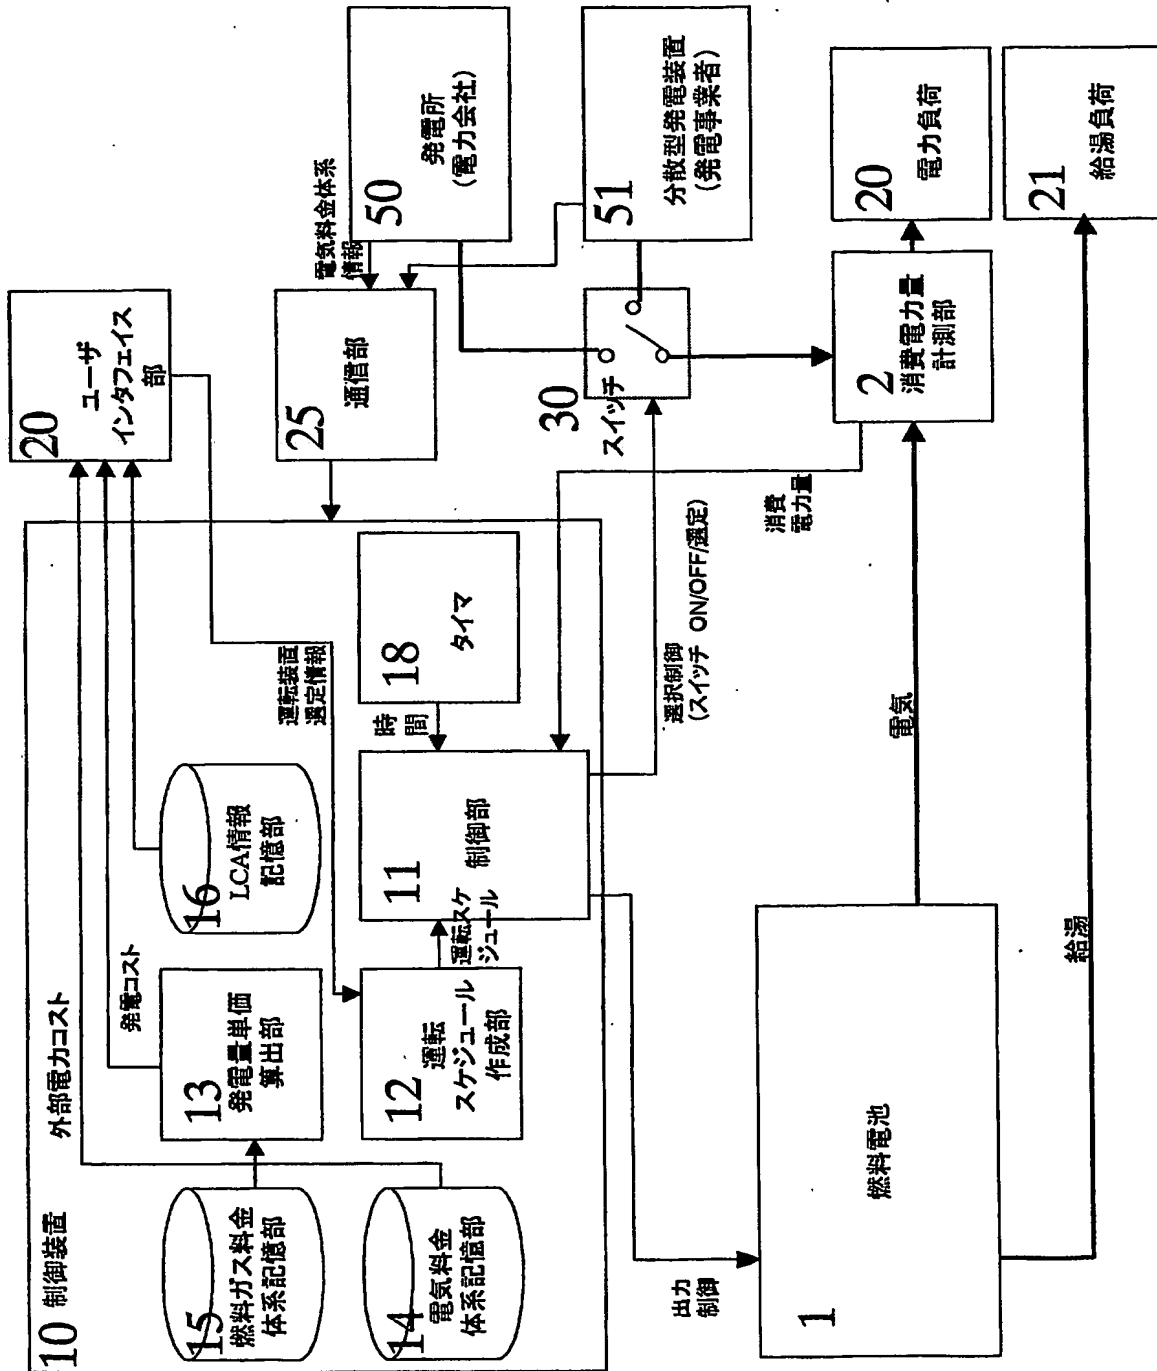 10 制御装置
外部電力コスト
15
燃料ガス料金
体系記憶部
13
発電量単価
算出部
発電コスト
16
LCA情報
記憶部
20
ユーザ
インタフェイス
部
14
電気料金
体系記憶部
12
運転
スケジュール
作成部
運転スケ
ジュール
11
制御部
時
間
18
タイマ
運転装置
選定情報
25
通信部
電気料金体系
情報
50
発電所
(電力会社)
30
スイッチ
51
分散型発電装置
(発電事業者)
選択制御
(スイッチ ON/OFF/選定)
消費
電力量
出力
制御
1
燃料電池
電気
2
消費電力量
計測部
20
電力負荷
給湯
21
給湯負荷